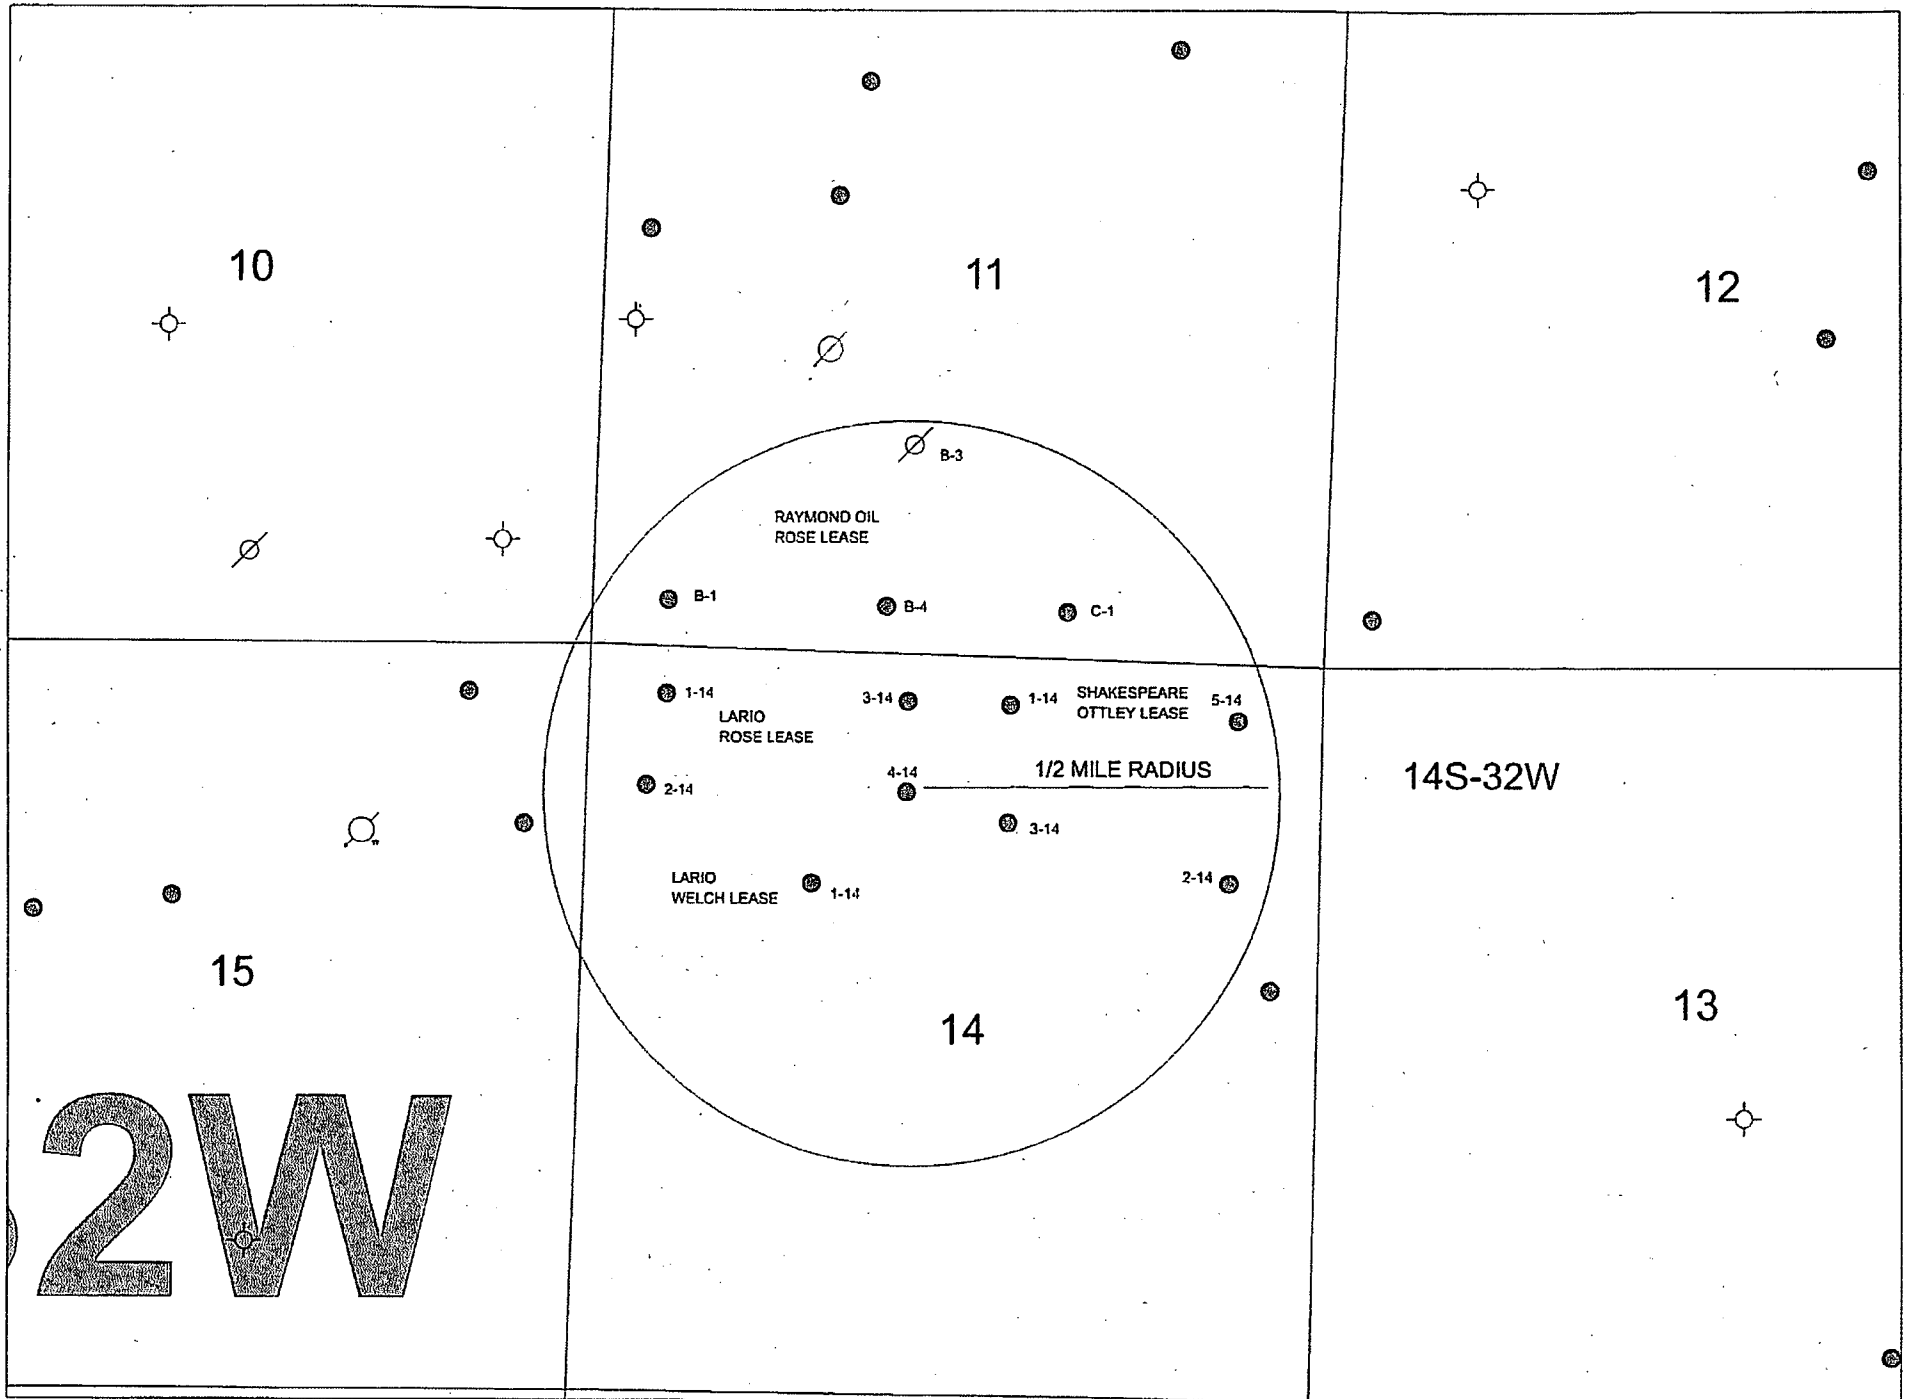 10
11
12
B-3
RAYMOND OIL
ROSE LEASE
B-1
B-4
C-1
1-14
3-14
1-14
SHAKESPEARE
OTTLEY LEASE
5-14
LARIO
ROSE LEASE
4-14
1/2 MILE RADIUS
14S-32W
2-14
3-14
LARIO
WELCH LEASE
1-14
2-14
15
14
13
2W